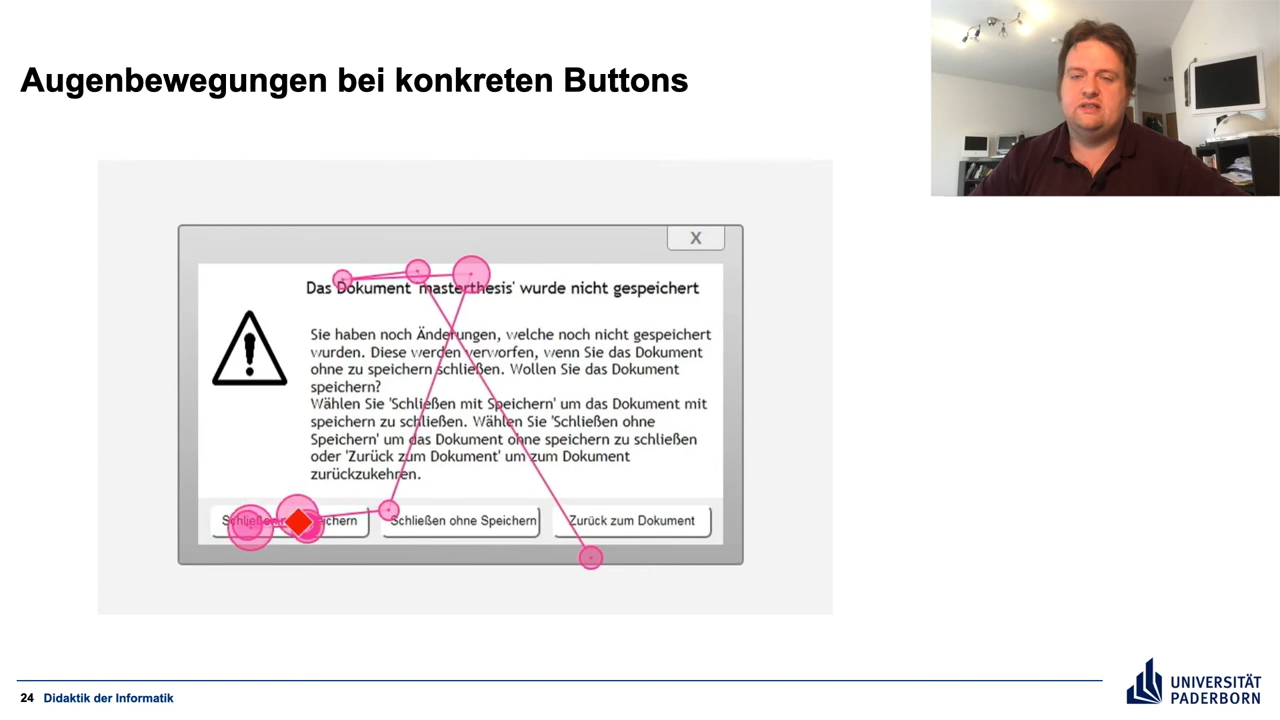 Augenbewegungen bei konkreten Buttons
X
Das Dokument 'masterthesis' wurde nicht gespeichert
Sie haben noch Änderungen, welche noch nicht gespeichert
wurden. Diese werden verworfen, wenn Sie das Dokument
ohne zu speichern schließen. Wollen Sie das Dokument
speichern?
Wählen Sie 'Schließen mit Speichern' um das Dokument mit
speichern zu schließen. Wählen Sie 'Schließen ohne
Speichern' um das Dokument ohne speichern zu schließen
oder 'Zurück zum Dokument' um zum Dokument
zurückzukehren.
Schließen mit Speichern
Schließen ohne Speichern
Zurück zum Dokument
24 Didaktik der Informatik
UNIVERSITÄT
PADERBORN